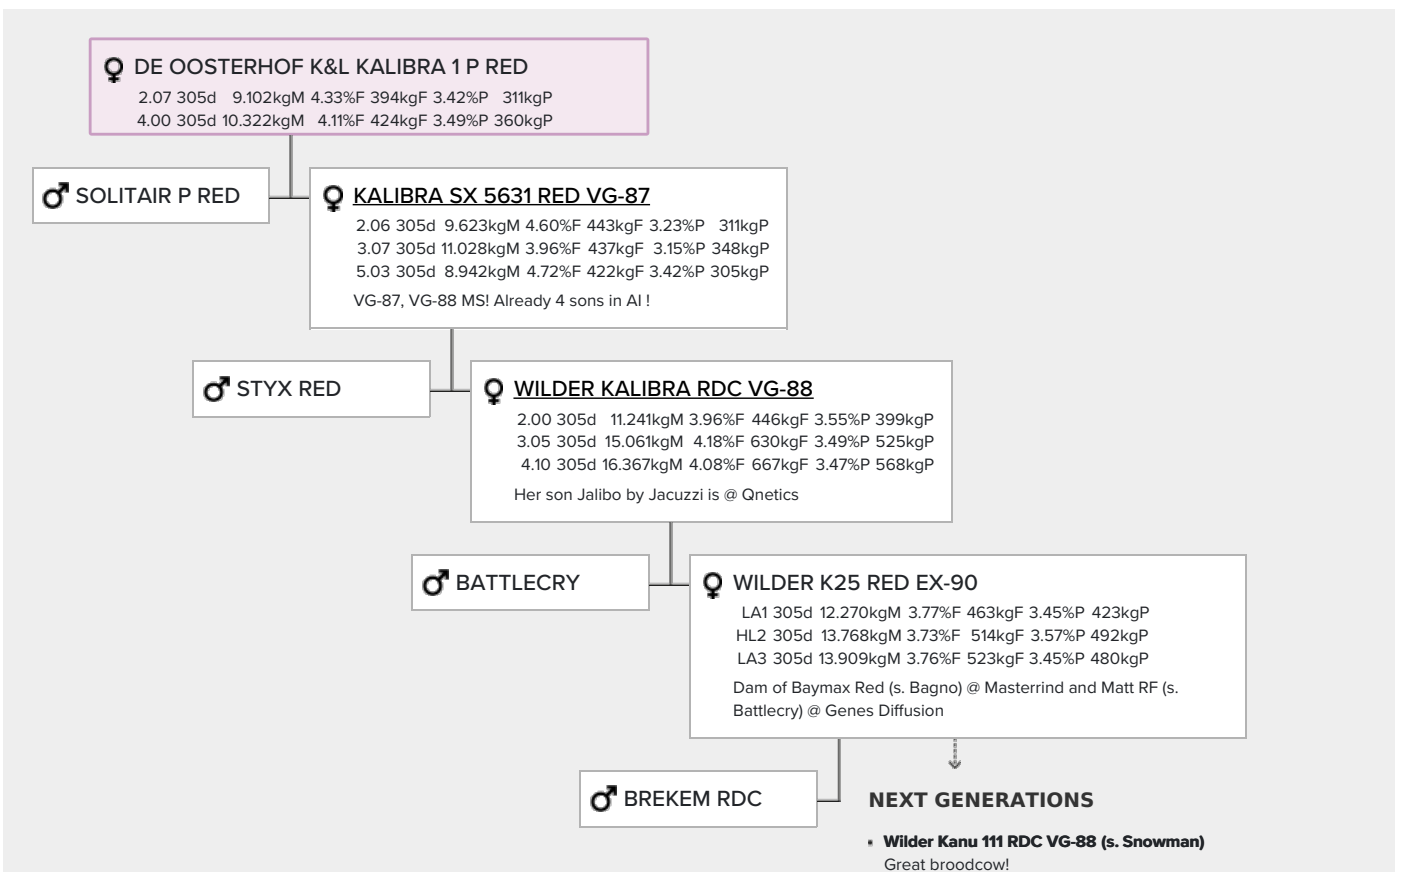 DE OOSTERHOF K&L KALIBRA 1 P RED
2.07 305d 9.102kgM 4.33%F 394kgF 3.42%P 311kgP
4.00 305d 10.322kgM 4.11%F 424kgF 3.49%P 360kgP
SOLITAIR P RED
KALIBRA SX 5631 RED VG-87
2.06 305d 9.623kgM 4.60%F 443kgF 3.23%P 311kgP
3.07 305d 11.028kgM 3.96%F 437kgF 3.15%P 348kgP
5.03 305d 8.942kgM 4.72%F 422kgF 3.42%P 305kgP
VG-87, VG-88 MS! Already 4 sons in AI !
STYX RED
WILDER KALIBRA RDC VG-88
2.00 305d 11.241kgM 3.96%F 446kgF 3.55%P 399kgP
3.05 305d 15.061kgM 4.18%F 630kgF 3.49%P 525kgP
4.10 305d 16.367kgM 4.08%F 667kgF 3.47%P 568kgP
Her son Jalibo by Jacuzzi is @ Qnetics
BATTLECRY
WILDER K25 RED EX-90
LA1 305d 12.270kgM 3.77%F 463kgF 3.45%P 423kgP
HL2 305d 13.768kgM 3.73%F 514kgF 3.57%P 492kgP
LA3 305d 13.909kgM 3.76%F 523kgF 3.45%P 480kgP
Dam of Baymax Red (s. Bagno) @ Masterrind and Matt RF (s.
Battlecry) @ Genes Diffusion
BREKEM RDC
NEXT GENERATIONS
▪ Wilder Kanu 111 RDC VG-88 (s. Snowman)
Great broodcow!